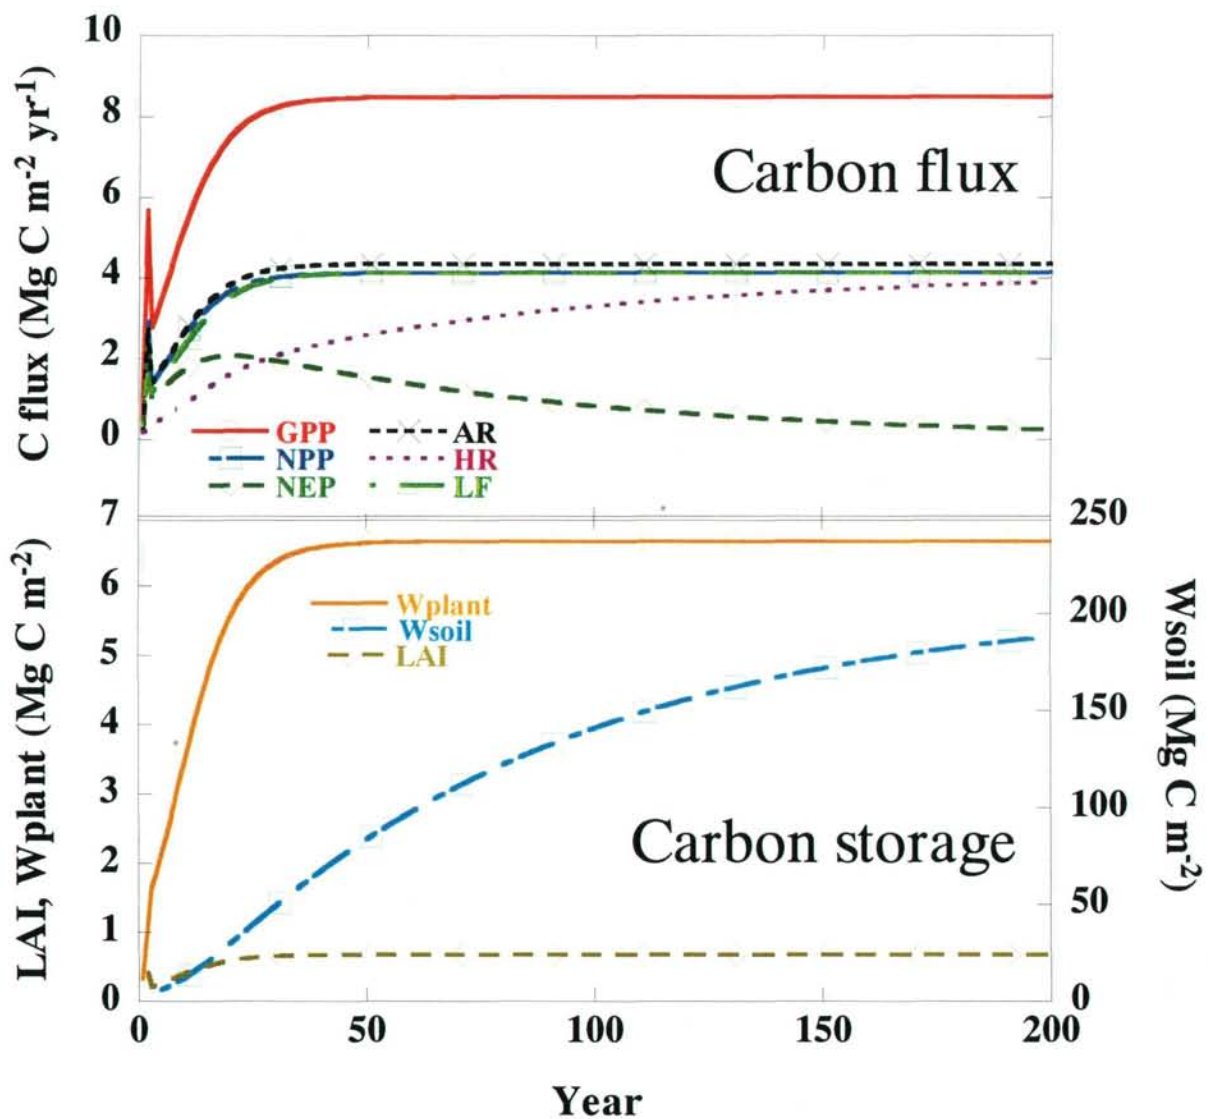 10
8
6
4
2
0
C flux (Mg C m-2 yr-1)
Carbon flux
GPP
AR
NPP
HR
NEP
LF
7
6
5
4
3
2
1
0
LAI, Wplant (Mg C m-2)
250
200
150
100
50
0
Wsoil (Mg C m-2)
Wplant
Wsoil
LAI
Carbon storage
0 50 100 150 200
Year